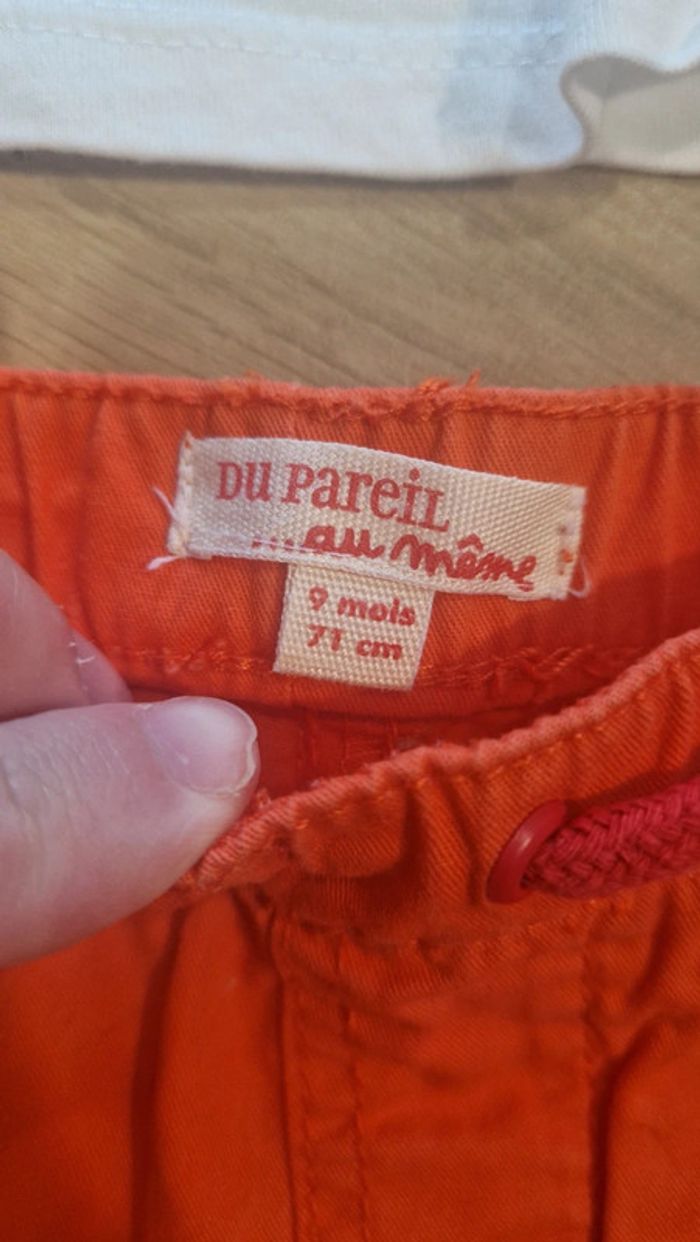 DU PareiL
...au même
9 mois
71 cm